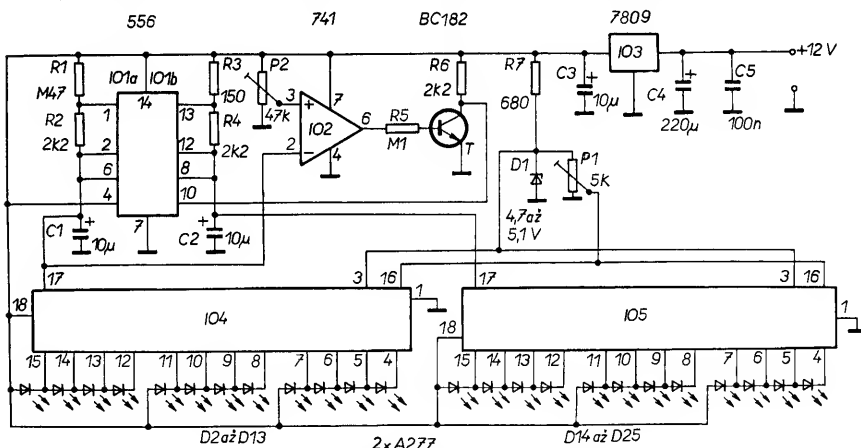 556 741 BC182 7809
+12 V
R1 M47
R2 2k2
IO1a IO1b
14
1 13
2 12
6 8
4 10
7
R3 150
R4 2k2
C1 + 10µ
C2 + 10µ
P2 47k
3 + 7
IO2 6
2 – 4
R5 M1
R6 2k2
T
R7 680
D1 4,7 až 5,1 V
P1 5k
C3 + 10µ
IO3
C4 + 220µ
C5 100n
17 3 16
18 IO4 1
15 14 13 12 11 10 9 8 7 6 5 4
17 3 16
18 IO5 1
15 14 13 12 11 10 9 8 7 6 5 4
D2 až D13 2×A277 D14 až D25